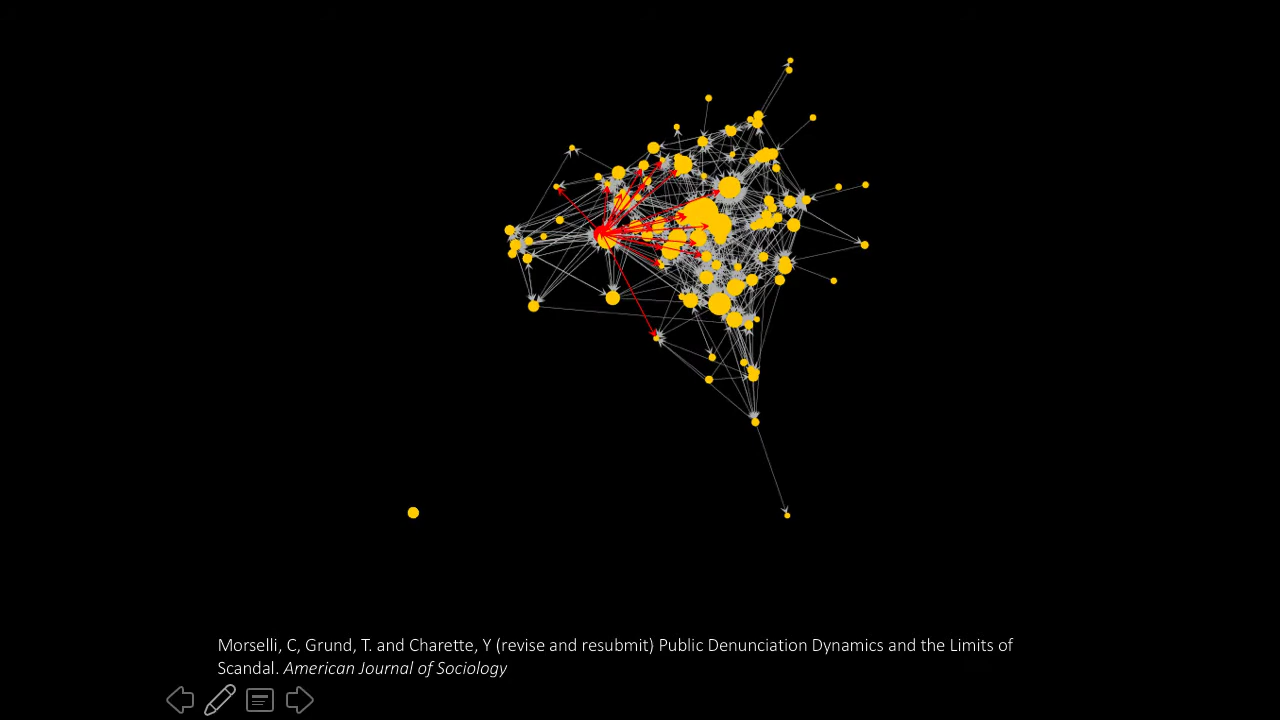 Morselli, C, Grund, T. and Charette, Y (revise and resubmit) Public Denunciation Dynamics and the Limits of
Scandal. American Journal of Sociology